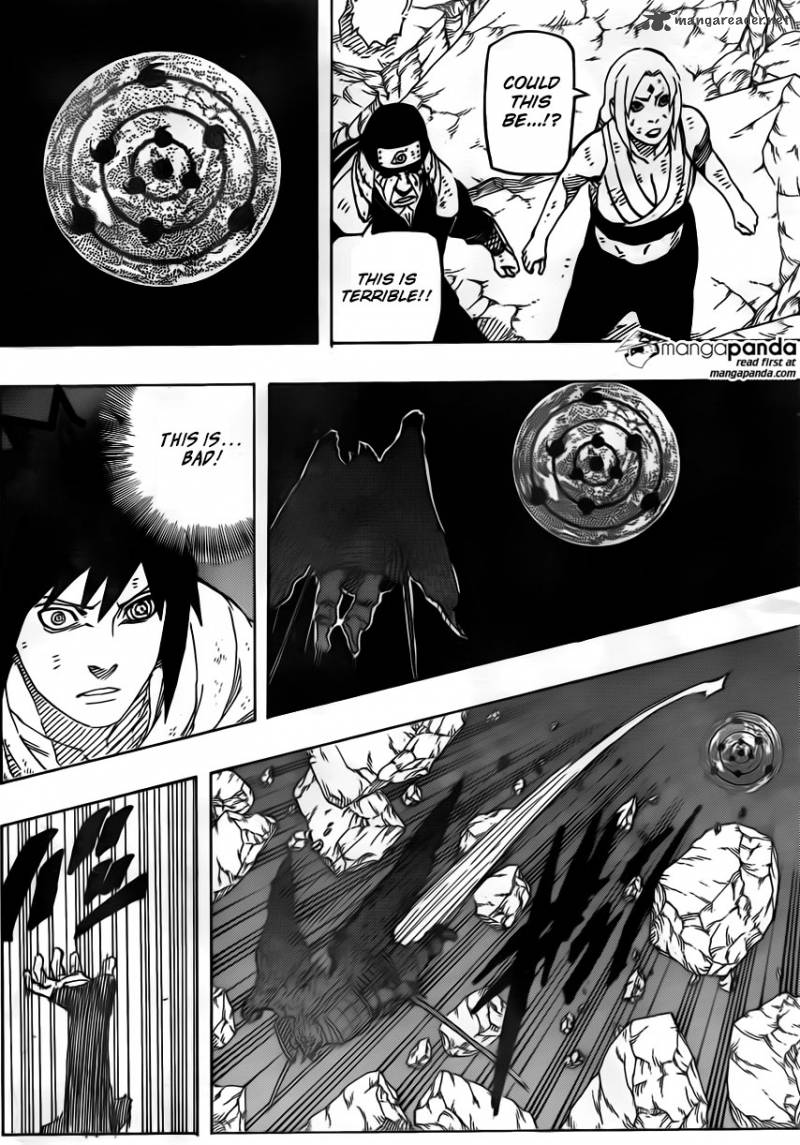 mangareader.net
COULD
THIS
BE...!?
THIS IS
TERRIBLE!!
mangapanda
read first at
mangapanda.com
THIS IS...
BAD!